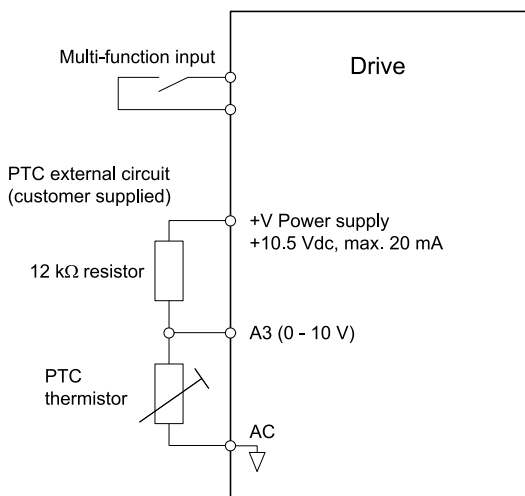 Multi-function input
Drive
PTC external circuit
(customer supplied)
+V Power supply
+10.5 Vdc, max. 20 mA
12 kΩ resistor
A3 (0 - 10 V)
PTC
thermistor
AC